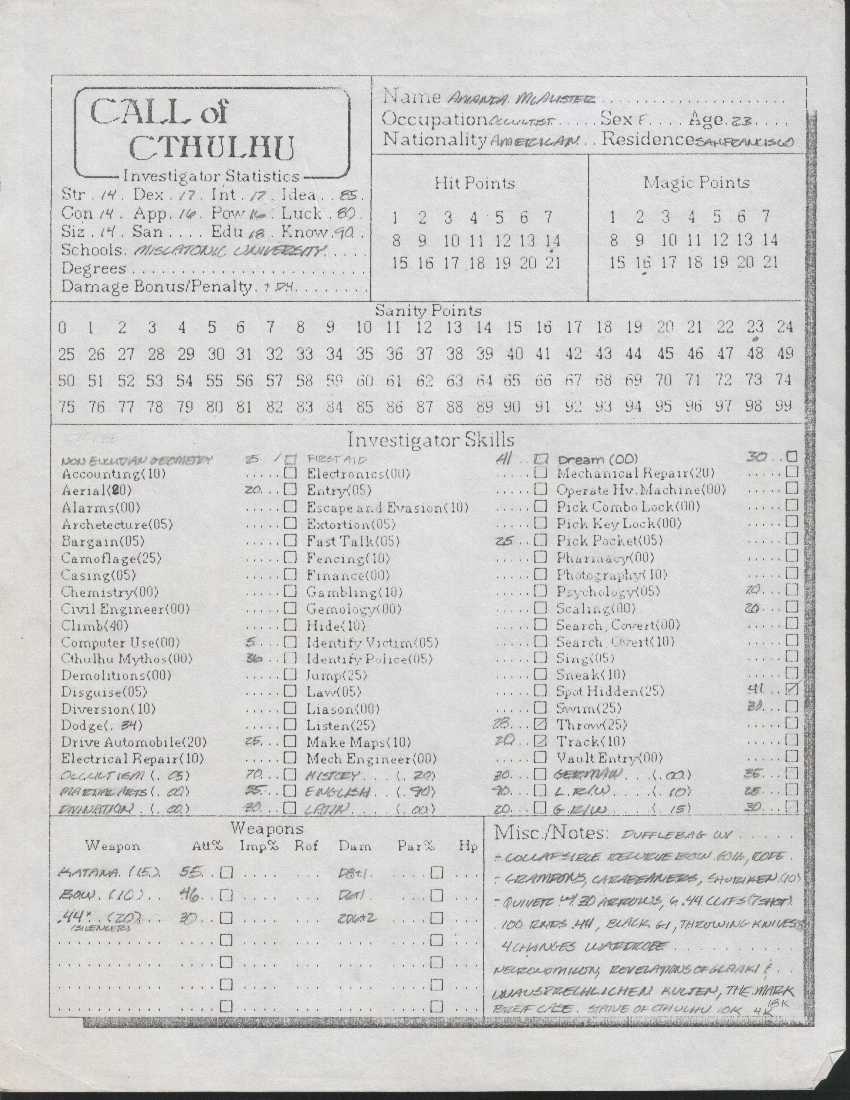 CALL of
CTHULHU
Investigator Statistics
Str . 14 . Dex . 17 . Int . 17 . Idea . . 85 .
Con 14 . App. 16 . Pow 16 . Luck . 80 .
Siz . 14 . San . . . . Edu 18 . Know. 90 .
Schools. MISCATONIC UNIVERSITY . . . .
Degrees . . . . . . . . . . . . . . . . . . . . . . .
Damage Bonus/Penalty. + D4. . . . . . . .
Name AMANDA MCALISTER . . . . . . . . . . . . . . . . . . .
Occupation OCCULTIST . . . . . Sex F . . . . Age. 23 . . . .
Nationality AMERICAN . . Residence SAN FRANCISCO
Hit Points
1 2 3 4 5 6 7
8 9 10 11 12 13 14
15 16 17 18 19 20 21
Magic Points
1 2 3 4 5 6 7
8 9 10 11 12 13 14
15 16 17 18 19 20 21
Sanity Points
0 1 2 3 4 5 6 7 8 9 10 11 12 13 14 15 16 17 18 19 20 21 22 23 24
25 26 27 28 29 30 31 32 33 34 35 36 37 38 39 40 41 42 43 44 45 46 47 48 49
50 51 52 53 54 55 56 57 58 59 60 61 62 63 64 65 66 67 68 69 70 71 72 73 74
75 76 77 78 79 80 81 82 83 84 85 86 87 88 89 90 91 92 93 94 95 96 97 98 99
Investigator Skills
NON EUCLIDIAN GEOMETRY 25
Accounting(10)
Aerial(20) 20
Alarms(00)
Archetecture(05)
Bargain(05)
Camoflage(25)
Casing(05)
Chemistry(00)
Civil Engineer(00)
Climb(40)
Computer Use(00) 5
Cthulhu Mythos(00) 36
Demolitions(00)
Disguise(05)
Diversion(10)
Dodge(. 34)
Drive Automobile(20) 25
Electrical Repair(10)
OCCULTISM (. 05) 70
MARTIAL ARTS (. 00) 25
DIVINATION . (. 00) 30
FIRST AID 41
Electronics(00)
Entry(05)
Escape and Evasion(10)
Extortion(05)
Fast Talk(05) 25
Fencing(10)
Finance(00)
Gambling(10)
Gemology(00)
Hide(10)
Identify Victim(05)
Identify Police(05)
Jump(25)
Law(05)
Liason(00)
Listen(25) 28
Make Maps(10) 20
Mech Engineer(00)
HISTORY . . . (. 20) 30
ENGLISH . . (. 90) 90
LATIN . . . . (. 00) 20
Dream (00) 30
Mechanical Repair(20)
Operate Hv. Machine(00)
Pick Combo Lock(00)
Pick Key Lock(00)
Pick Pocket(05)
Pharmacy(00)
Photography(10)
Psychology(05) 20
Scaling(00) 20
Search, Covert(00)
Search, Overt(10)
Sing(05)
Sneak(10)
Spot Hidden(25) 41
Swim(25) 30
Throw(25)
Track(10)
Vault Entry(00)
GERMAN . . . (. 00) 35
L. R/W . . . (. 10) 25
G. R/W . . . (. 15) 30
Weapons
Weapon Att% Imp% Rof Dam Par% Hp
KATANA. (15). 55 D8+1
BOW. . (10) . . 46 D6+1
.44" . . (20) . . 30 2D6+2
(SILENCER)
Misc./Notes: DUFFLEBAG W/ . . . . . .
- COLLAPSIBLE RECURVE BOW, ROPE .
- CRAMPONS, CARABEANERS, SHURIKEN (10)
- QUIVER W/ 30 ARROWS, 6 .44 CLIPS (7 SHOT)
100 RNDS .44, BLACK GI, THROWING KNIVES
4 CHANGES WARDROBE . . . . . . . . . .
NECRONOMICON, REVELATIONS OF GLAAKI & . .
UNAUSPRECHLICHEN KULTEN, THE MARK
BRIEF CASE. STATUE OF CTHULHU 10K 4K 18K